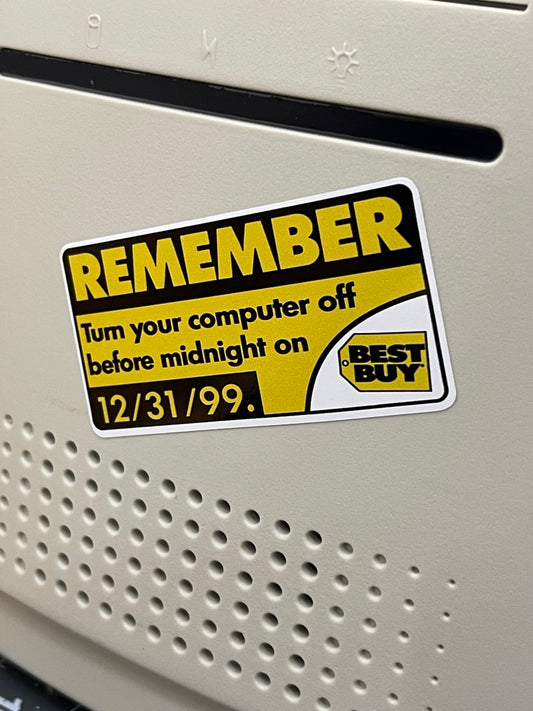 REMEMBER
Turn your computer off
before midnight on
12/31/99.
BEST
BUY